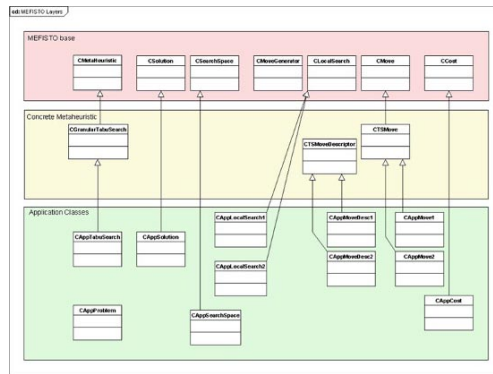 cd: MEFISTO Layers
MEFISTO base
CMetaHeuristic
CSolution
CSearchSpace
CMoveGenerator
CLocalSearch
CMove
CCost
Concrete Metaheuristic
CGranularTabuSearch
CTSMoveDescriptor
CTSMove
Application Classes
CAppTabuSearch
CAppSolution
CAppLocalSearch1
CAppMoveDesc1
CAppMove1
CAppLocalSearch2
CAppMoveDesc2
CAppMove2
CAppProblem
CAppSearchSpace
CAppCost